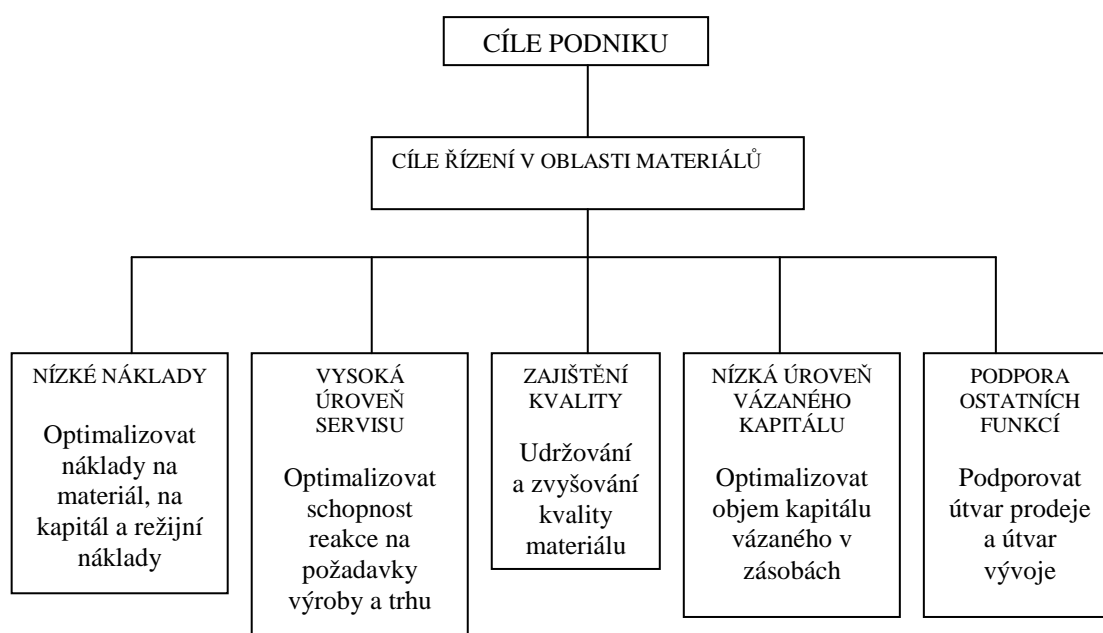 CÍLE PODNIKU
CÍLE ŘÍZENÍ V OBLASTI MATERIÁLŮ
NÍZKÉ NÁKLADY
Optimalizovat
náklady na
materiál, na
kapitál a režijní
náklady
VYSOKÁ
ÚROVEŇ
SERVISU
Optimalizovat
schopnost
reakce na
požadavky
výroby a trhu
ZAJIŠTĚNÍ
KVALITY
Udržování
a zvyšování
kvality
materiálu
NÍZKÁ ÚROVEŇ
VÁZANÉHO
KAPITÁLU
Optimalizovat
objem kapitálu
vázaného v
zásobách
PODPORA
OSTATNÍCH
FUNKCÍ
Podporovat
útvar prodeje
a útvar
vývoje